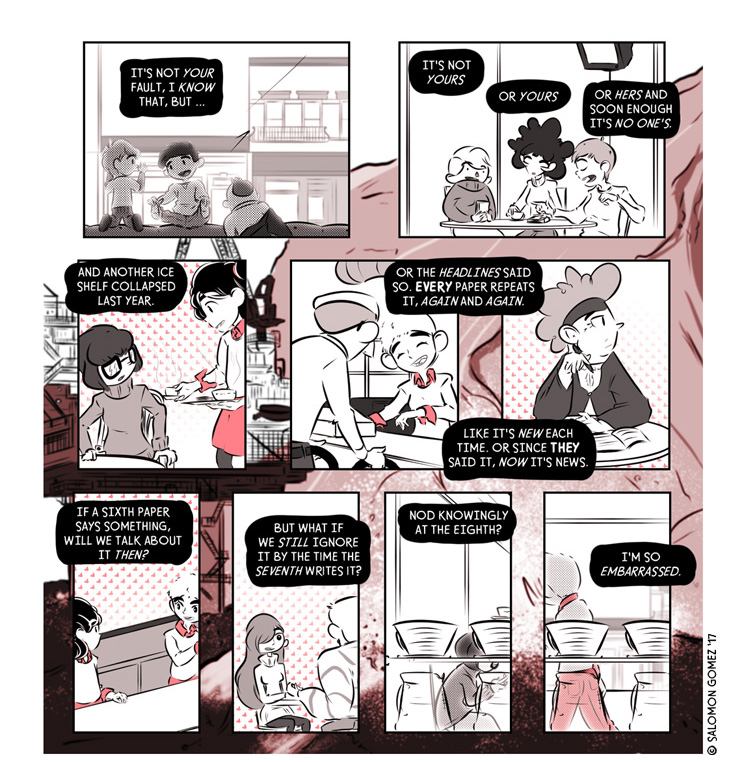 IT'S NOT YOUR
FAULT, I KNOW
THAT, BUT ...
IT'S NOT
YOURS
OR YOURS
OR HERS AND
SOON ENOUGH
IT'S NO ONE'S.
AND ANOTHER ICE
SHELF COLLAPSED
LAST YEAR.
OR THE HEADLINES SAID
SO. EVERY PAPER REPEATS
IT, AGAIN AND AGAIN.
LIKE IT'S NEW EACH
TIME. OR SINCE THEY
SAID IT, NOW IT'S NEWS.
IF A SIXTH PAPER
SAYS SOMETHING,
WILL WE TALK ABOUT
IT THEN?
BUT WHAT IF
WE STILL IGNORE
IT BY THE TIME THE
SEVENTH WRITES IT?
NOD KNOWINGLY
AT THE EIGHTH?
I'M SO
EMBARRASSED.
© SALOMON GOMEZ '17